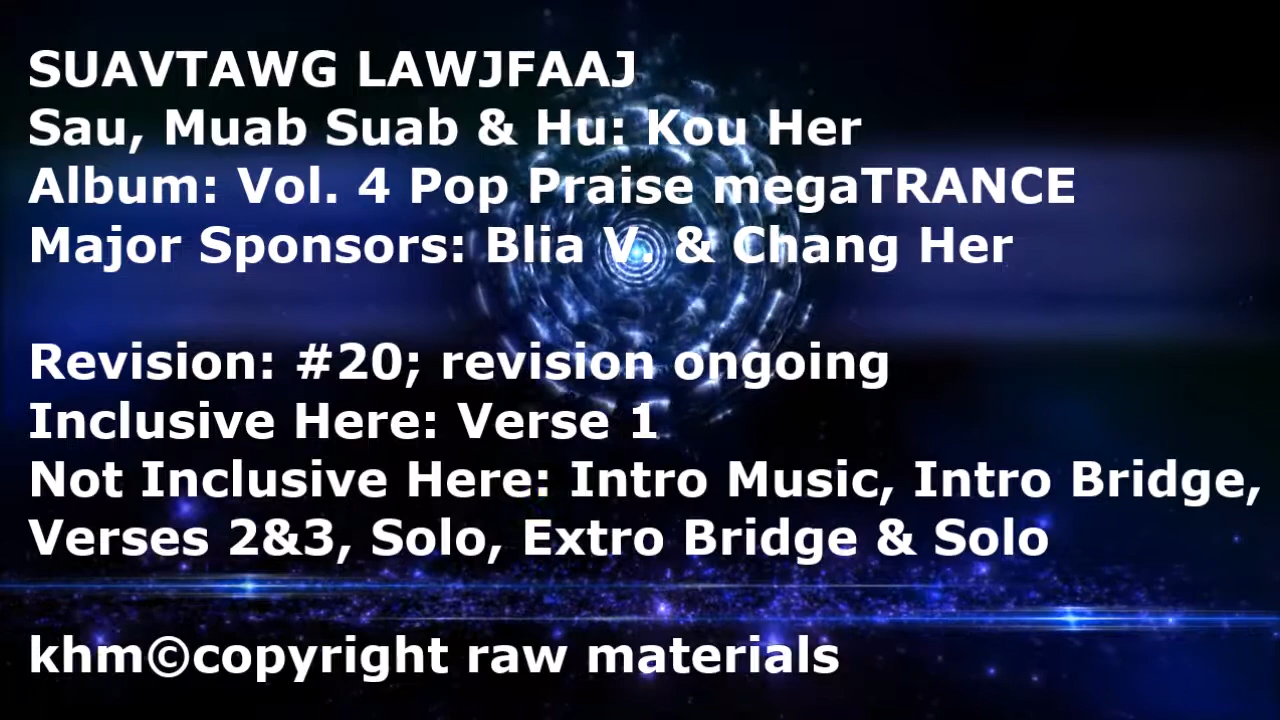 SUAVTAWG LAWJFAAJ
Sau, Muab Suab & Hu: Kou Her
Album: Vol. 4 Pop Praise megaTRANCE
Major Sponsors: Blia V. & Chang Her
Revision: #20; revision ongoing
Inclusive Here: Verse 1
Not Inclusive Here: Intro Music, Intro Bridge,
Verses 2&3, Solo, Extro Bridge & Solo
khm©copyright raw materials